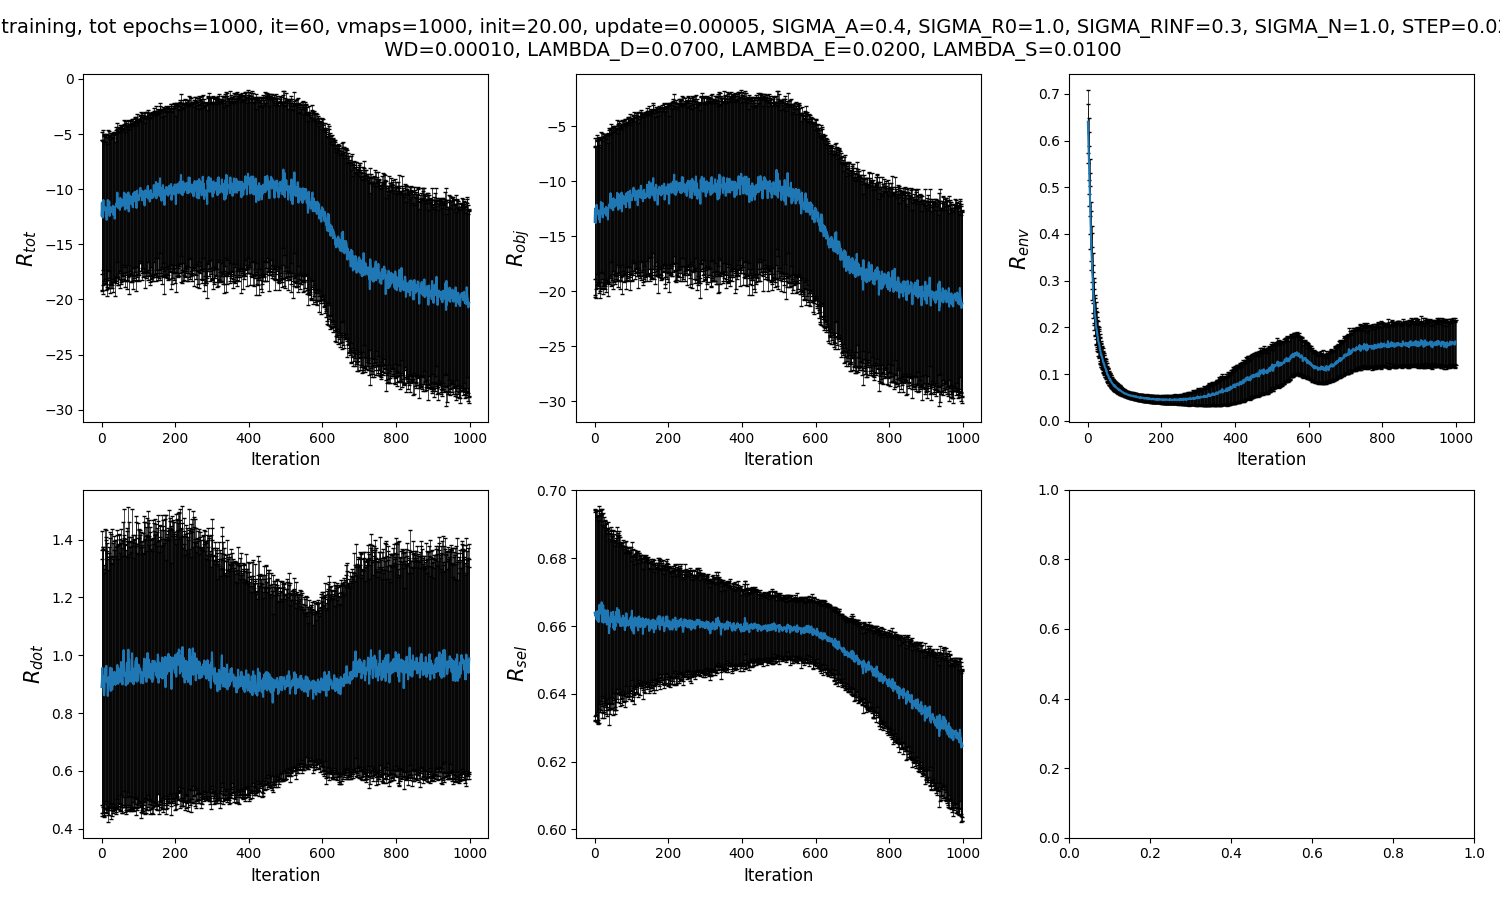 training, tot epochs=1000, it=60, vmaps=1000, init=20.00, update=0.00005, SIGMA_A=0.4, SIGMA_R0=1.0, SIGMA_RINF=0.3, SIGMA_N=1.0,
WD=0.00010, LAMBDA_D=0.0700, LAMBDA_E=0.0200, LAMBDA_S=0.0100
0
−5
−10
−15
−20
−25
−30
R_tot
0 200 400 600 800 1000
Iteration
−5
−10
−15
−20
−25
−30
R_obj
0 200 400 600 800 1000
Iteration
0.7
0.6
0.5
0.4
0.3
0.2
0.1
0.0
R_env
0 200 400 600 800 1000
Iteration
1.4
1.2
1.0
0.8
0.6
0.4
R_dot
0 200 400 600 800 1000
Iteration
0.70
0.68
0.66
0.64
0.62
0.60
R_sel
0 200 400 600 800 1000
Iteration
1.0
0.8
0.6
0.4
0.2
0.0
0.0 0.2 0.4 0.6 0.8 1.0